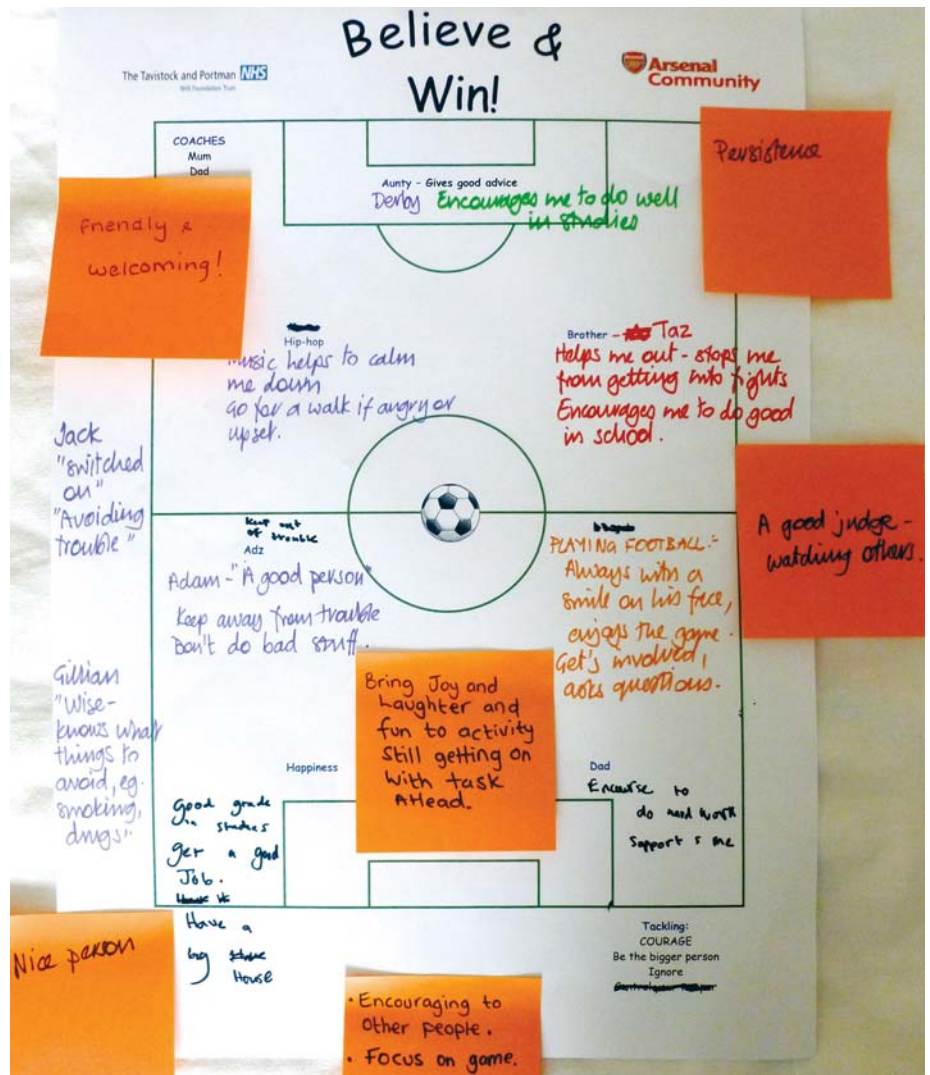 Believe &
Win!
The Tavistock and Portman NHS
NHS Foundation Trust
Arsenal
Community
COACHES
Mum
Dad
Persistence
Friendly &
welcoming!
Aunty - Gives good advice
Derby Encourages me to do well
in studies
Hip-hop
Music helps to calm
me down
Go for a walk if angry or
upset.
Brother - Taz
Helps me out - stops me
from getting into fights
Encourages me to do good
in school.
Jack
"switched
on"
"Avoiding
trouble"
A good judge -
watching others.
keep out
of trouble
Adz
Adam - "A good person"
Keep away from trouble
Don't do bad stuff.
PLAYING FOOTBALL:-
Always with a
smile on his face,
enjoys the game.
Get's involved,
asks questions.
Gillian
"Wise-
knows what
things to
avoid, eg.
smoking,
drugs".
Bring Joy and
Laughter and
fun to activity
Still getting on
with task
AHead.
Happiness
Good grade
in studies
get a good
Job.
Have a
big
House
Dad
do hard work
Support s me
Tackling:
COURAGE
Be the bigger person
Ignore
Nice person
• Encouraging to
other people.
• Focus on game.